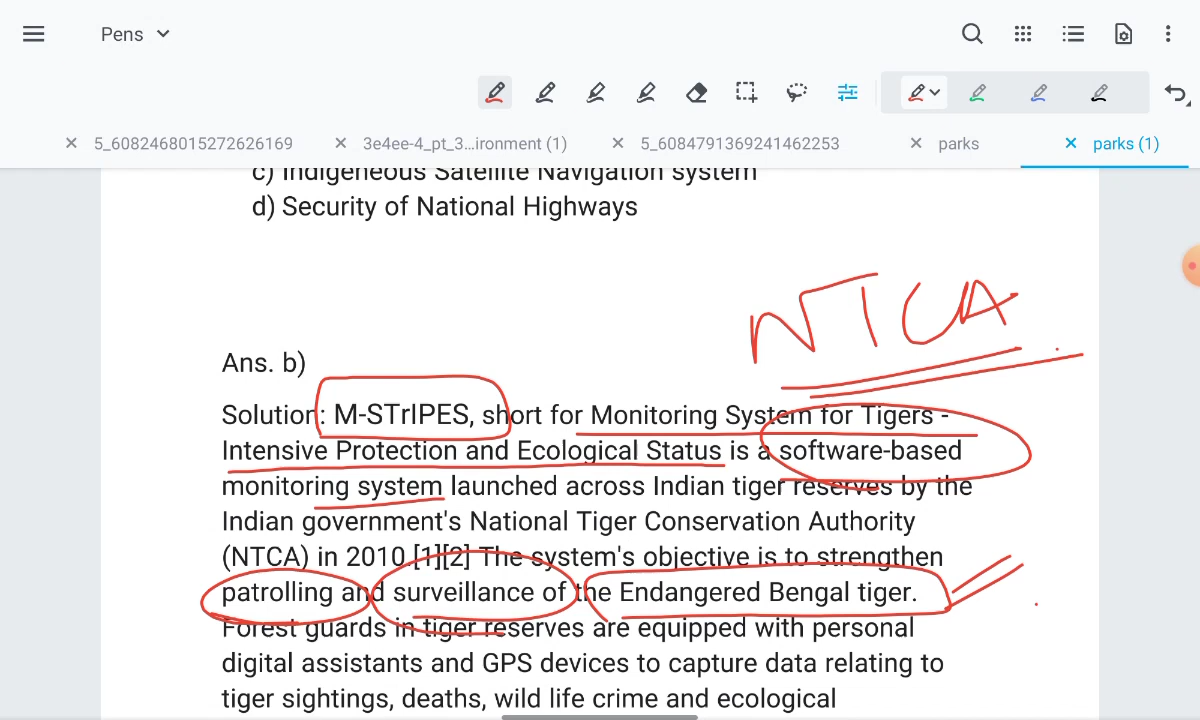 Pens
5_6082468015272626169
3e4ee-4_pt_3...ironment (1)
5_6084791369241462253
parks
parks (1)
c) Indigeneous Satellite Navigation system
d) Security of National Highways
NTCA
Ans. b)
Solution: M-STrIPES, short for Monitoring System for Tigers -
Intensive Protection and Ecological Status is a software-based
monitoring system launched across Indian tiger reserves by the
Indian government's National Tiger Conservation Authority
(NTCA) in 2010.[1][2] The system's objective is to strengthen
patrolling and surveillance of the Endangered Bengal tiger.
Forest guards in tiger reserves are equipped with personal
digital assistants and GPS devices to capture data relating to
tiger sightings, deaths, wild life crime and ecological